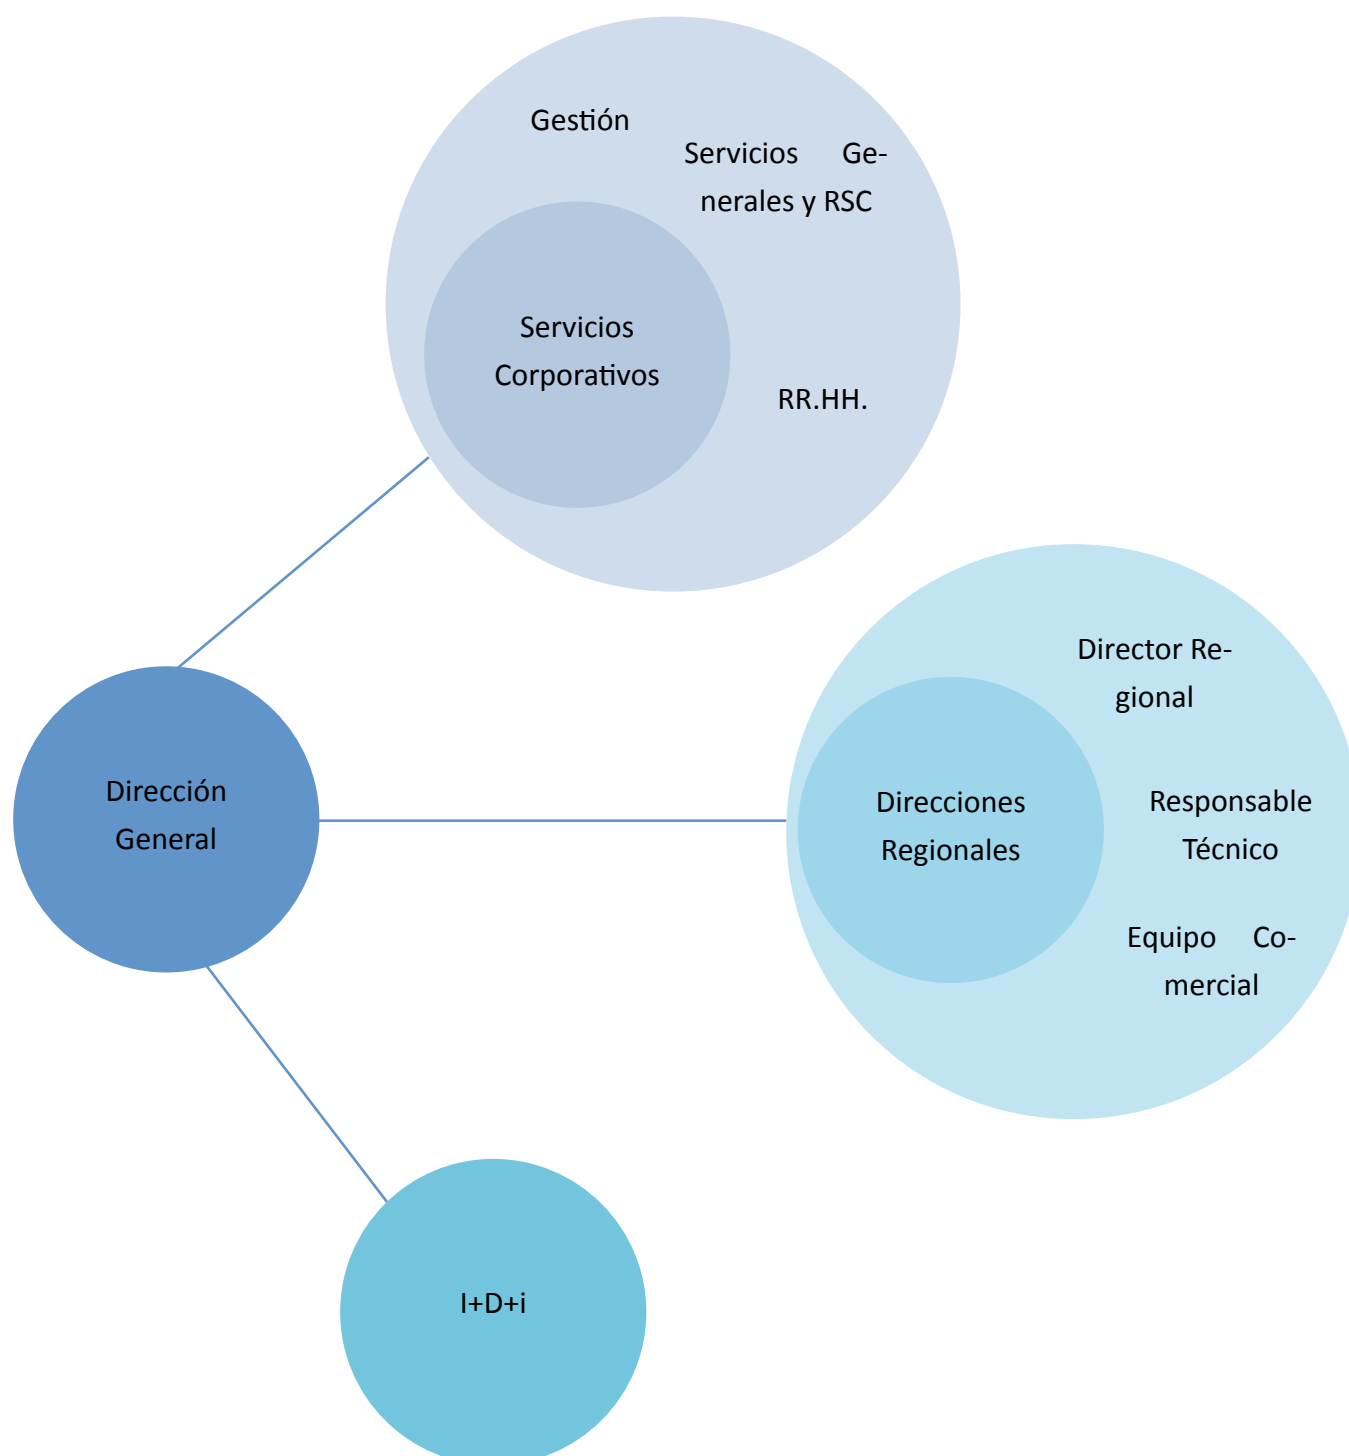 Gestión
Servicios Ge-
nerales y RSC
Servicios
Corporativos
RR.HH.
Director Re-
gional
Dirección
General
Direcciones
Regionales
Responsable
Técnico
Equipo Co-
mercial
I+D+i